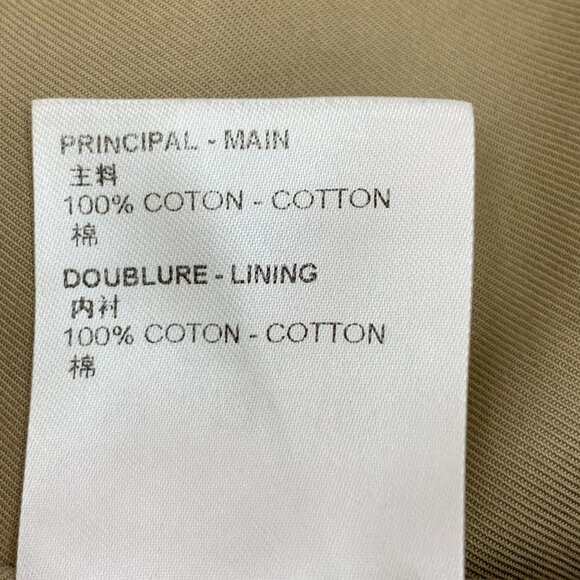 PRINCIPAL - MAIN
主料
100% COTON - COTTON
棉
DOUBLURE - LINING
内衬
100% COTON - COTTON
棉